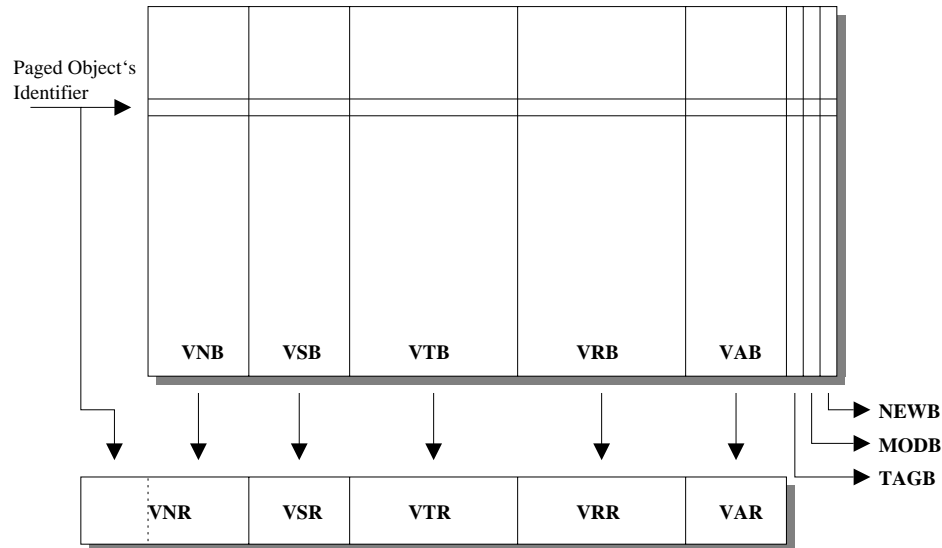 Paged Object‘s
Identifier
VNB VSB VTB VRB VAB
NEWB
MODB
TAGB
VNR VSR VTR VRR VAR